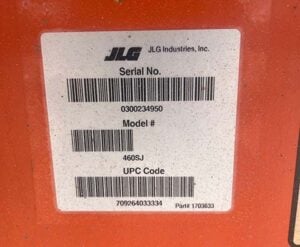 JLG JLG Industries, Inc.
Serial No.
0300234950
Model #
460SJ
UPC Code
709264033334
Part# 1703633